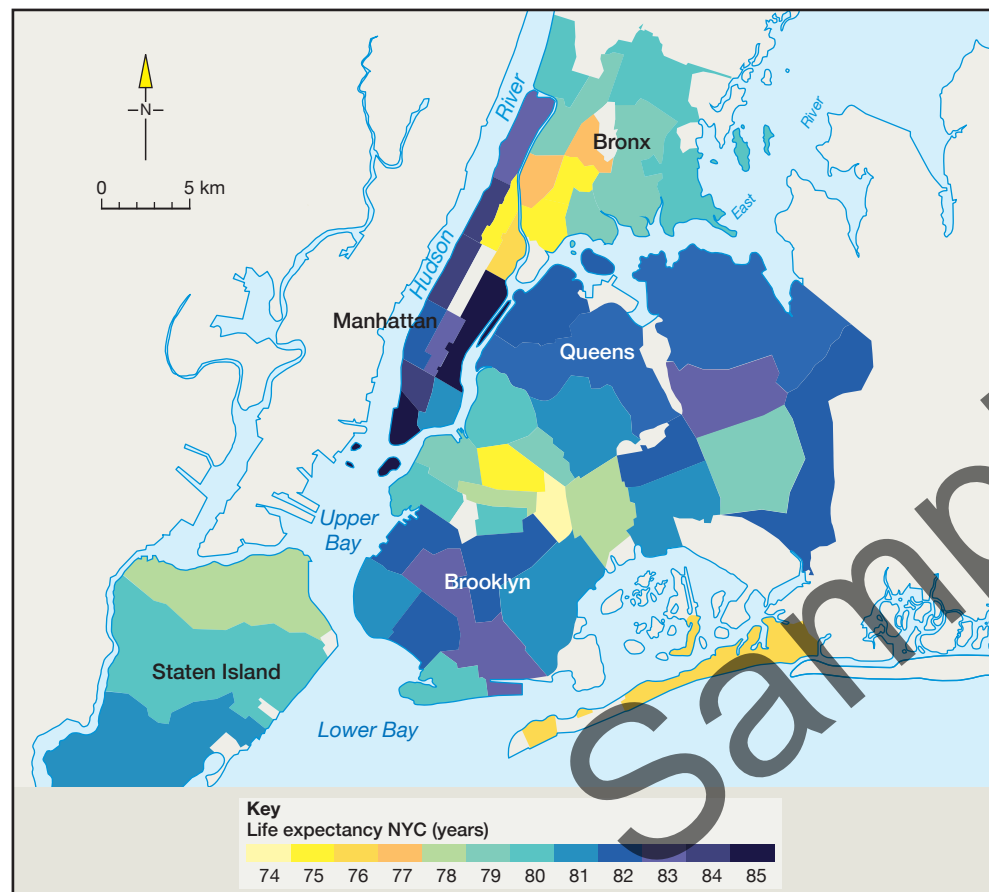 N
0 5 km
Hudson
River
Bronx
River
East
Manhattan
Queens
Upper
Bay
Brooklyn
Staten Island
Lower Bay
Sample
Key
Life expectancy NYC (years)
74 75 76 77 78 79 80 81 82 83 84 85